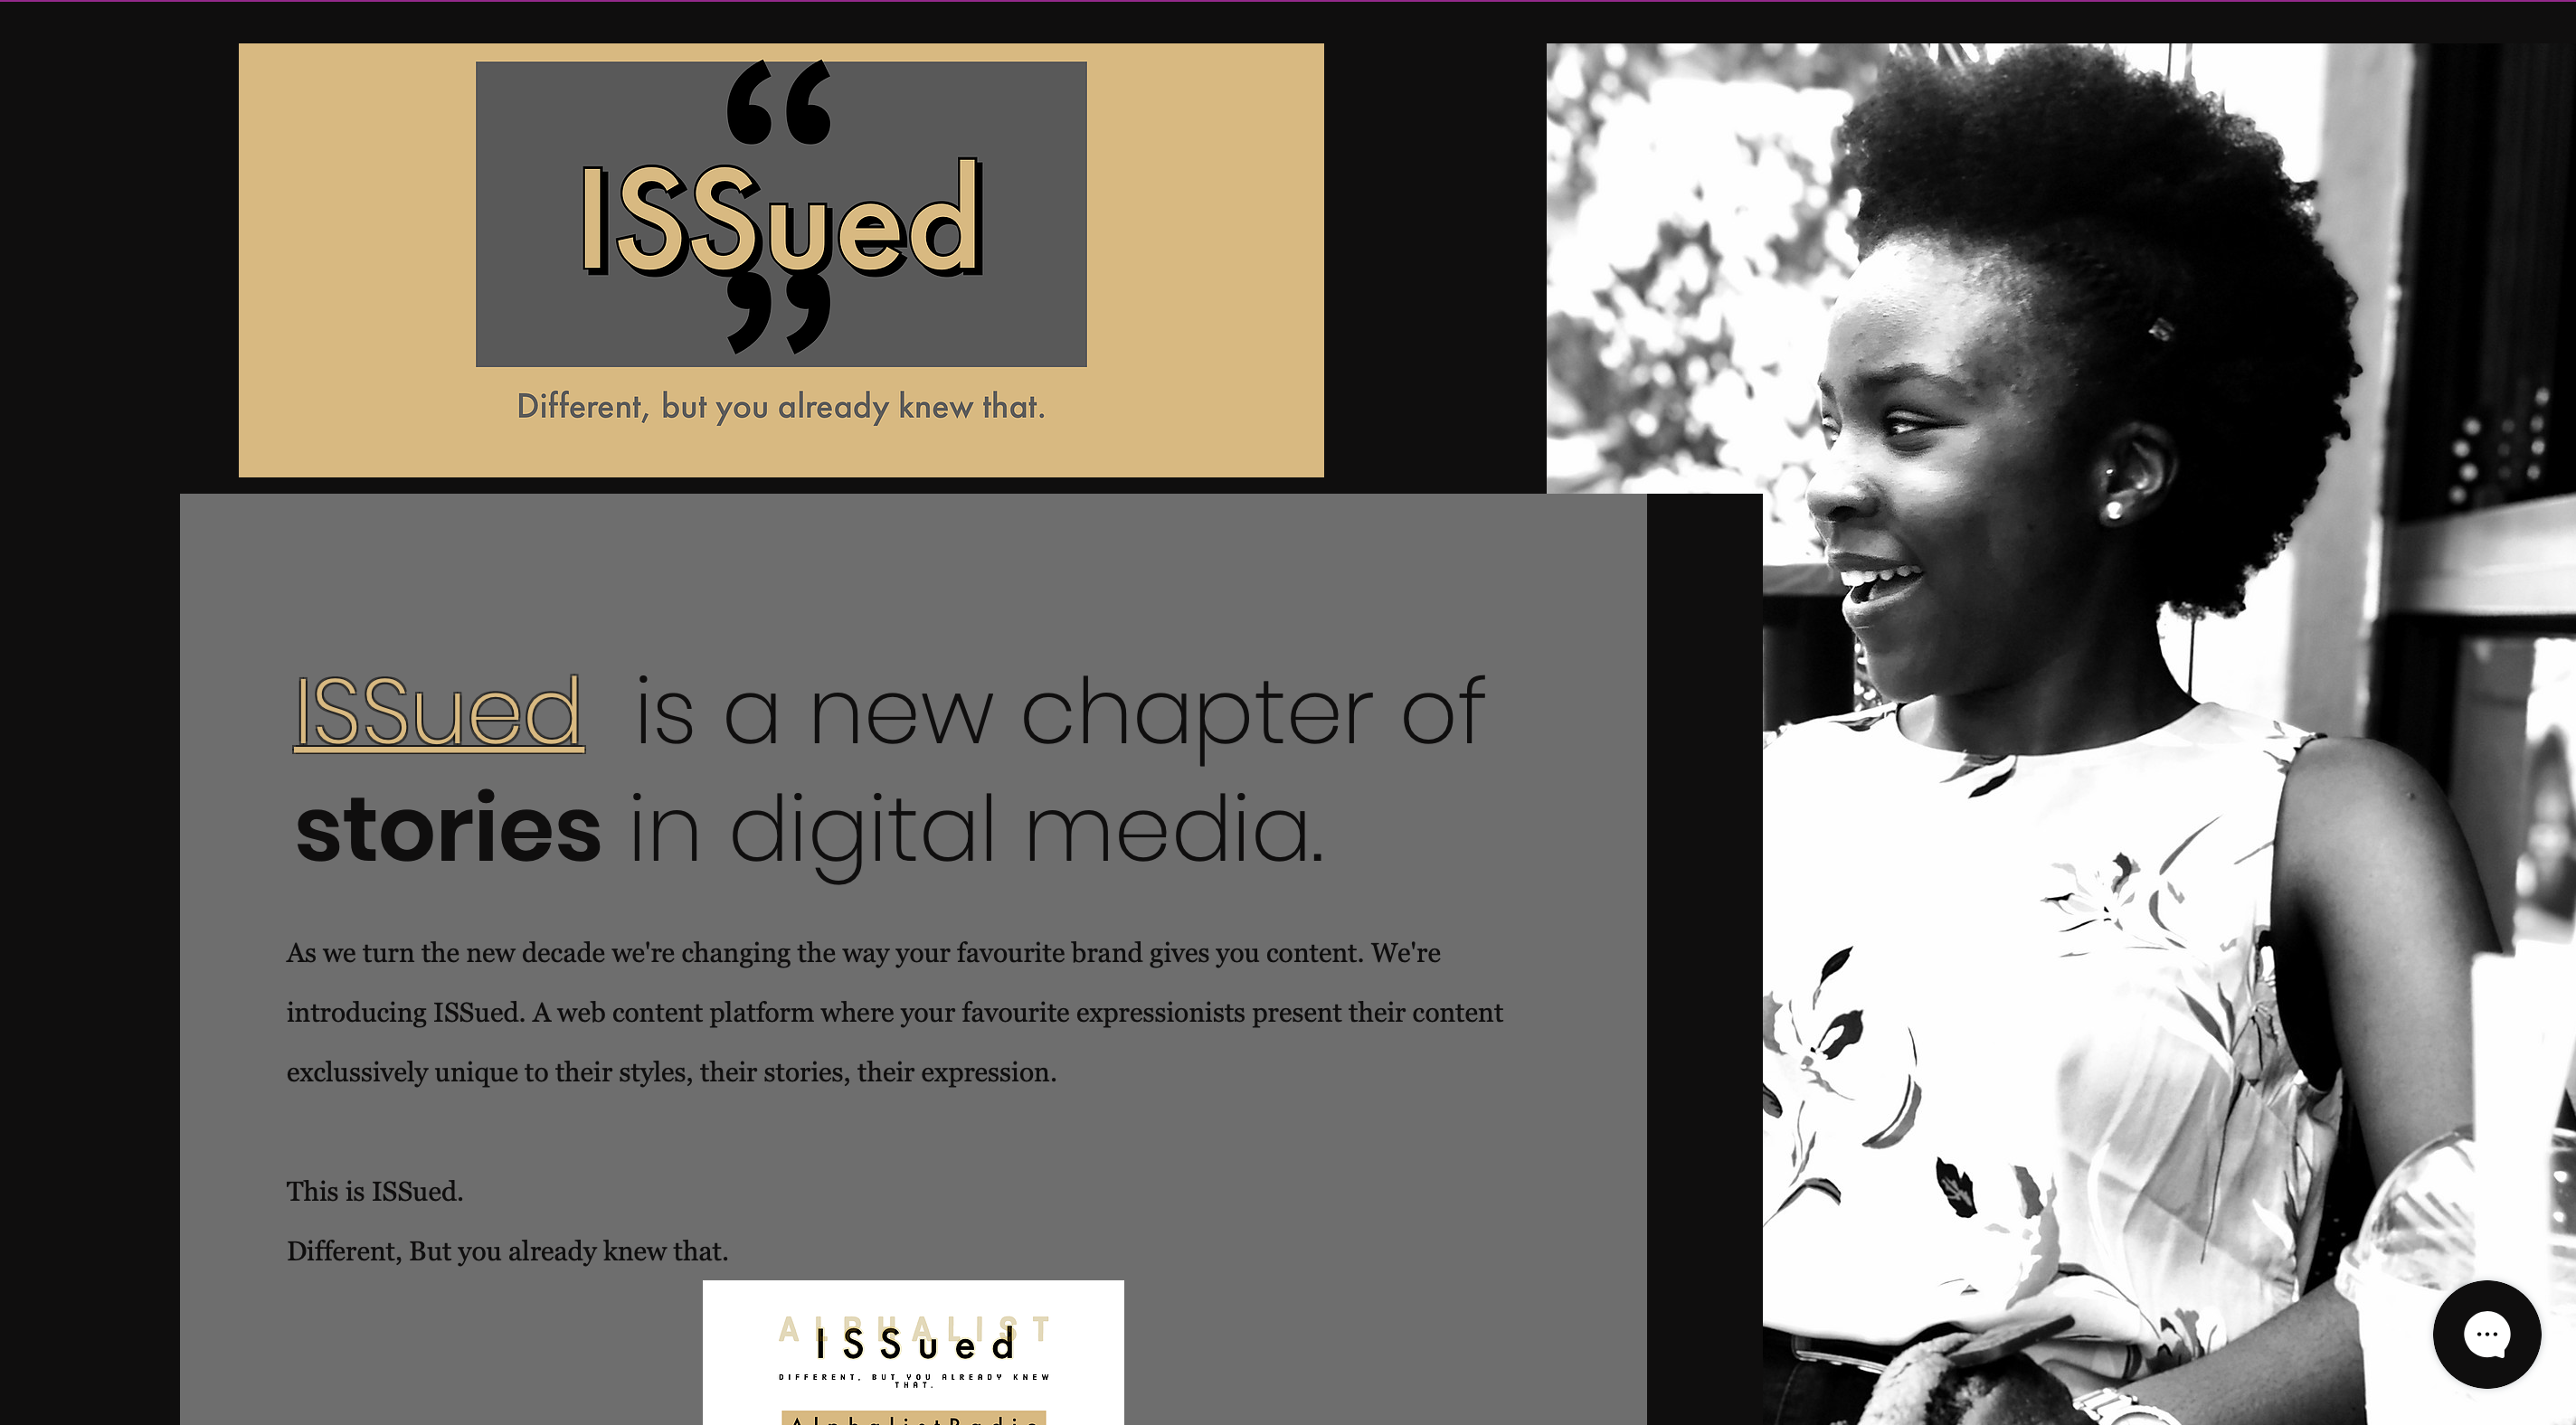 “
ISSued
”
Different, but you already knew that.
ISSued is a new chapter of
stories in digital media.
As we turn the new decade we're changing the way your favourite brand gives you content. We're
introducing ISSued. A web content platform where your favourite expressionists present their content
exclussively unique to their styles, their stories, their expression.
This is ISSued.
Different, But you already knew that.
ALPHALIST
ISSued
DIFFERENT, BUT YOU ALREADY KNEW
THAT.
AlphalistRadio